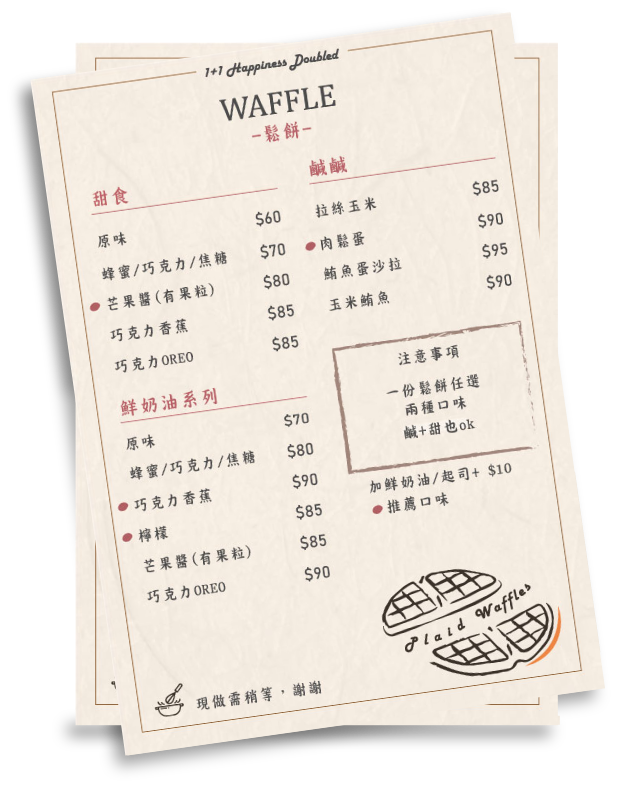 1+1 Happiness Doubled
WAFFLE
-鬆餅-
甜食
原味 $60
蜂蜜/巧克力/焦糖 $70
芒果醬(有果粒) $80
巧克力香蕉 $85
巧克力OREO $85
鮮奶油系列
原味 $70
蜂蜜/巧克力/焦糖 $80
巧克力香蕉 $90
檸檬 $85
芒果醬(有果粒) $85
巧克力OREO $90
鹹鹹
拉絲玉米 $85
肉鬆蛋 $90
鮪魚蛋沙拉 $95
玉米鮪魚 $90
注意事項
一份鬆餅任選
兩種口味
鹹+甜也ok
加鮮奶油/起司+ $10
推薦口味
Plaid Waffles
現做需稍等，謝謝